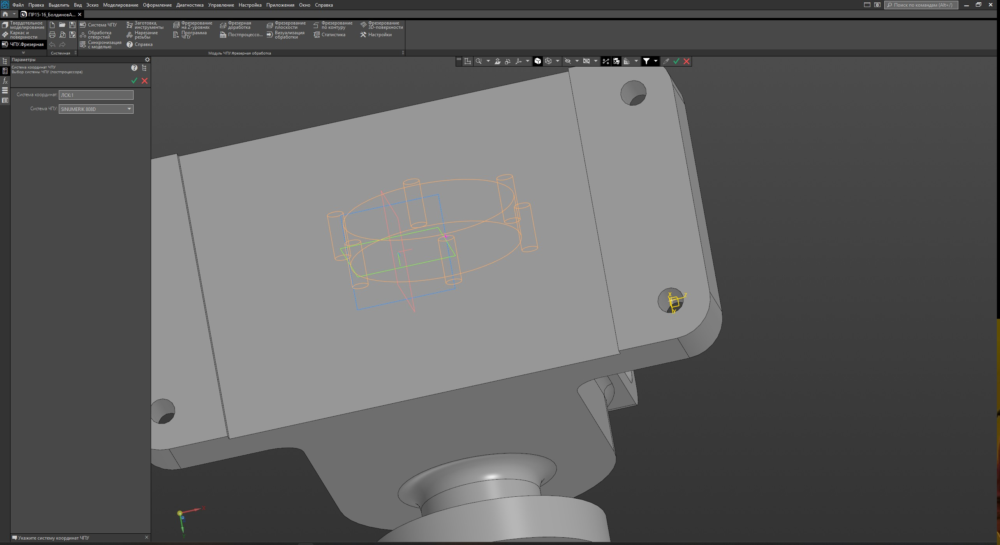 Файл Правка Выделить Вид Эскиз Моделирование Оформление Диагностика Управление Настройка Приложения Окно Справка Поиск по командам (Alt+/)
ПР15-16_БолдиновА...
Твердотельное моделирование
Каркас и поверхности
ЧПУ.Фрезерная
Системная
Система ЧПУ
Обработка отверстий
Синхронизация с моделью
Заготовка, инструменты
Нарезание резьбы
Справка
Фрезерование на Z-уровнях
Программа ЧПУ
Фрезерная доработка
Постпроцессо...
Фрезерование плоскости
Визуализация обработки
Фрезерование по контуру
Статистика
Фрезерование 3D-поверхности
Настройки
Модуль ЧПУ.Фрезерная обработка
Параметры
Система координат ЧПУ
Выбор системы ЧПУ (постпроцессора)
Система координат: ЛСК:1
Система ЧПУ: SINUMERIK 808D
X
Z
Y
X
Y
Укажите систему координат ЧПУ